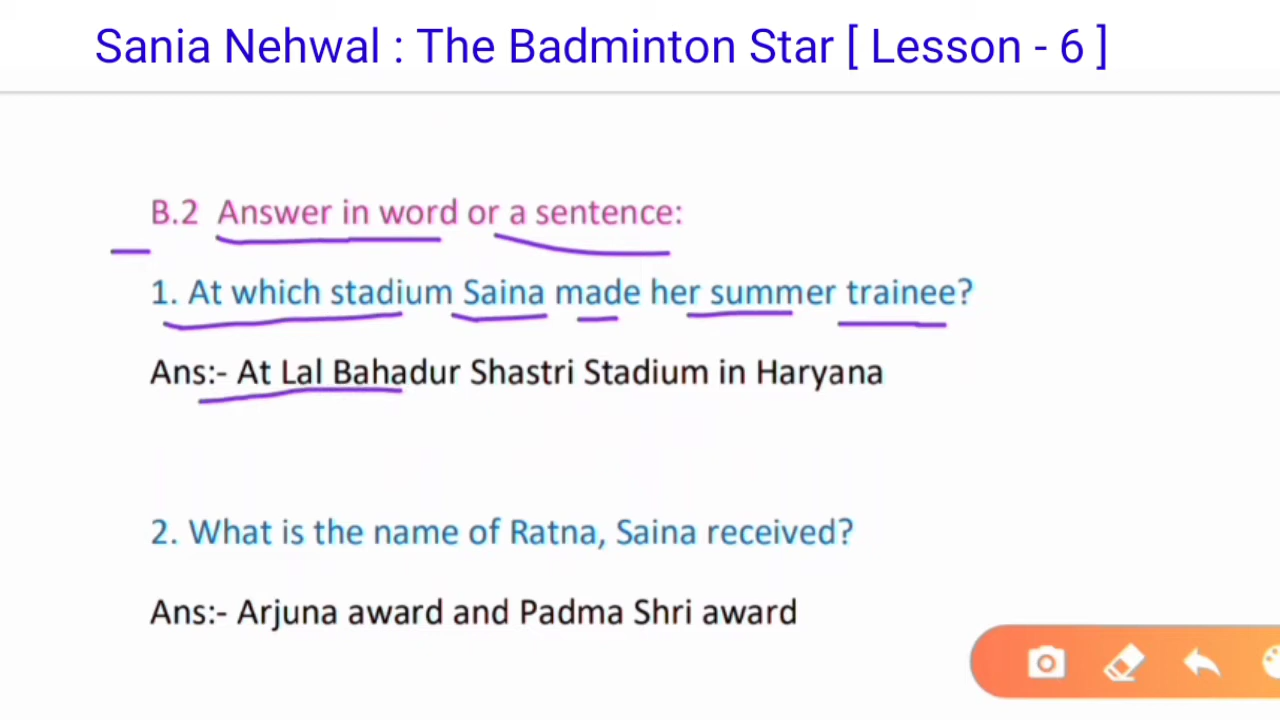 Sania Nehwal : The Badminton Star [ Lesson - 6 ]
B.2 Answer in word or a sentence:
1. At which stadium Saina made her summer trainee?
Ans:- At Lal Bahadur Shastri Stadium in Haryana
2. What is the name of Ratna, Saina received?
Ans:- Arjuna award and Padma Shri award